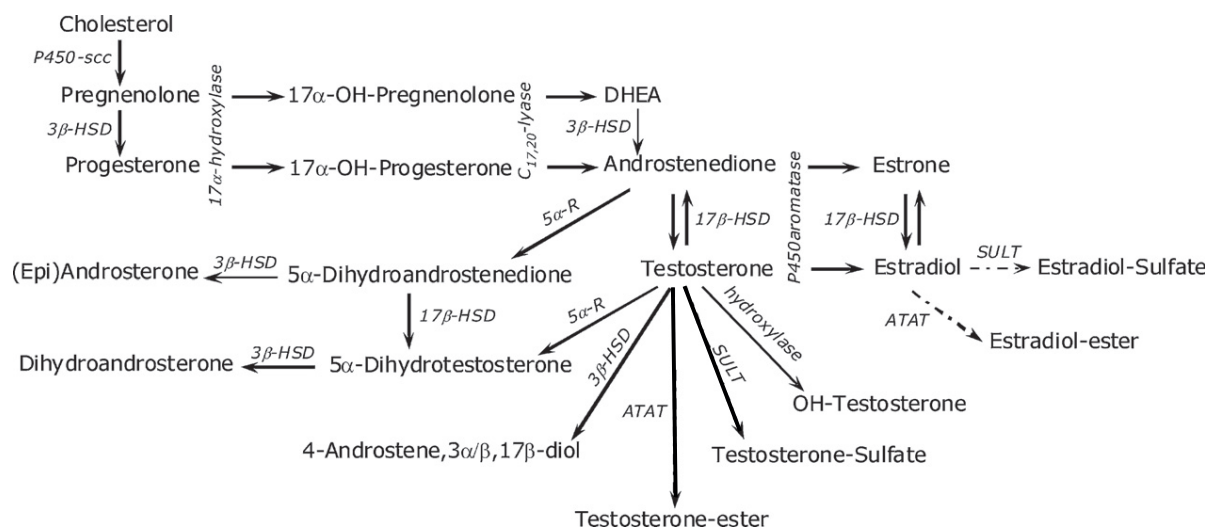 Cholesterol
P450-scc
Pregnenolone
17α-hydroxylase
17α-OH-Pregnenolone
C17,20-lyase
DHEA
3β-HSD
3β-HSD
Progesterone
17α-OH-Progesterone
Androstenedione
P450aromatase
Estrone
5α-R
17β-HSD
17β-HSD
SULT
(Epi)Androsterone
3β-HSD
5α-Dihydroandrostenedione
Testosterone
Estradiol
Estradiol-Sulfate
17β-HSD
5α-R
hydroxylase
ATAT
Estradiol-ester
Dihydroandrosterone
3β-HSD
5α-Dihydrotestosterone
3β-HSD
SULT
ATAT
OH-Testosterone
4-Androstene,3α/β,17β-diol
Testosterone-Sulfate
Testosterone-ester